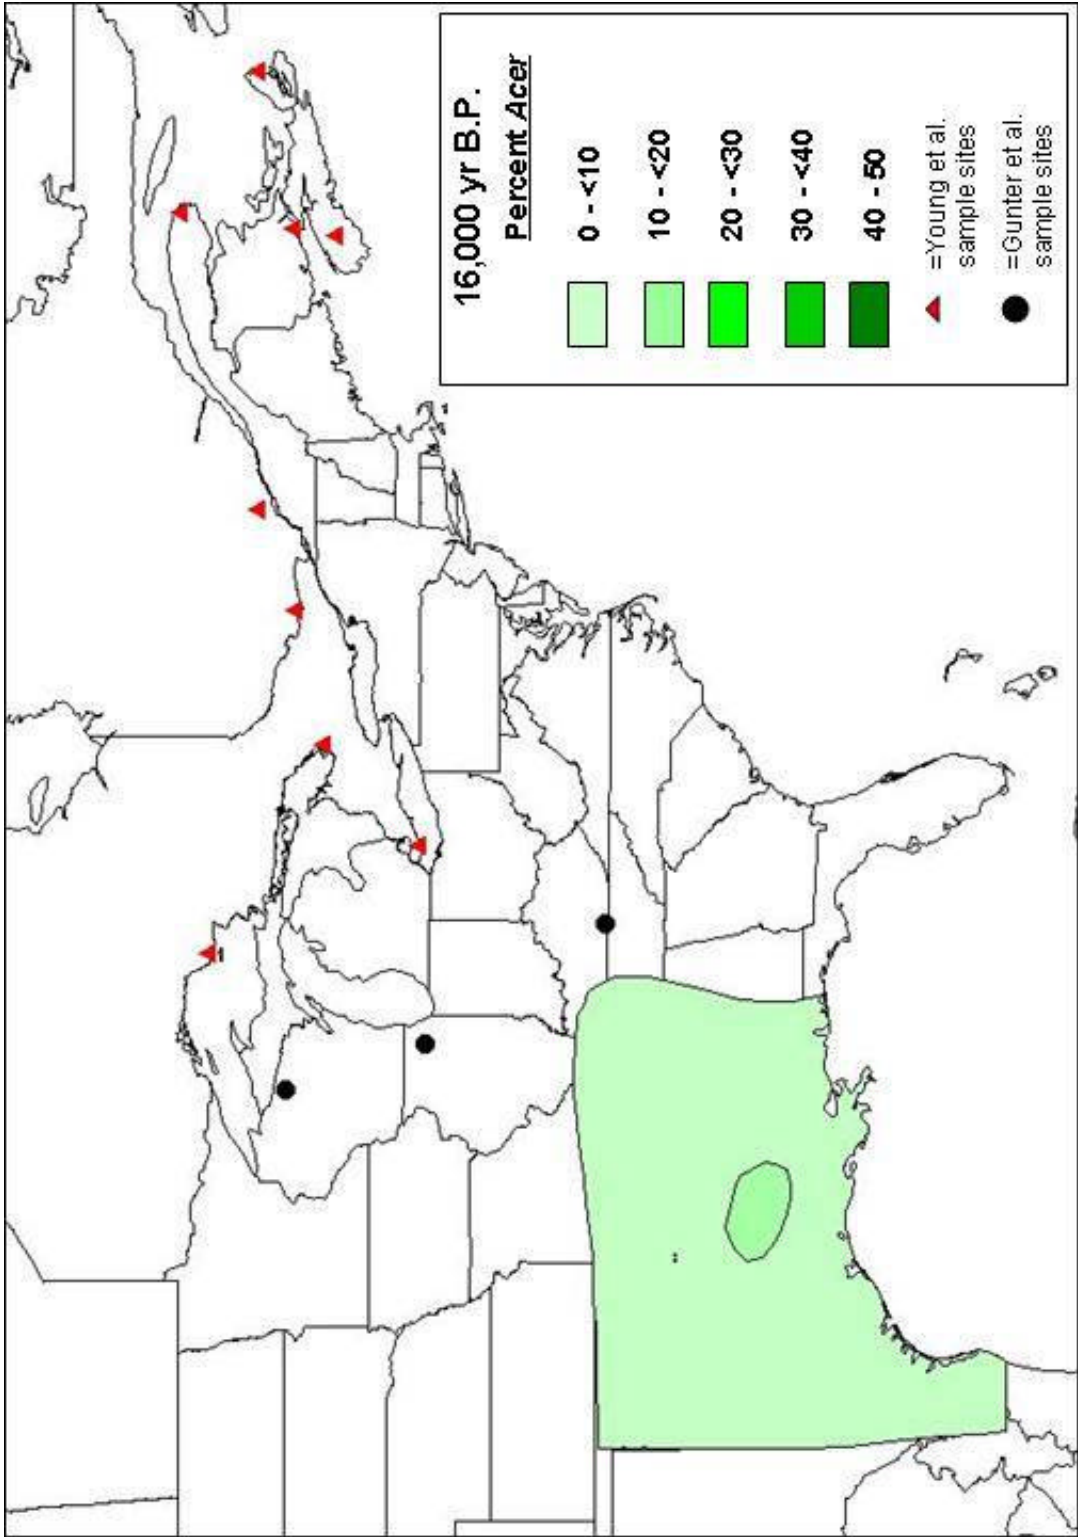 16,000 yr B.P.
Percent Acer
0 - <10
10 - <20
20 - <30
30 - <40
40 - 50
=Young et al.
sample sites
=Gunter et al.
sample sites